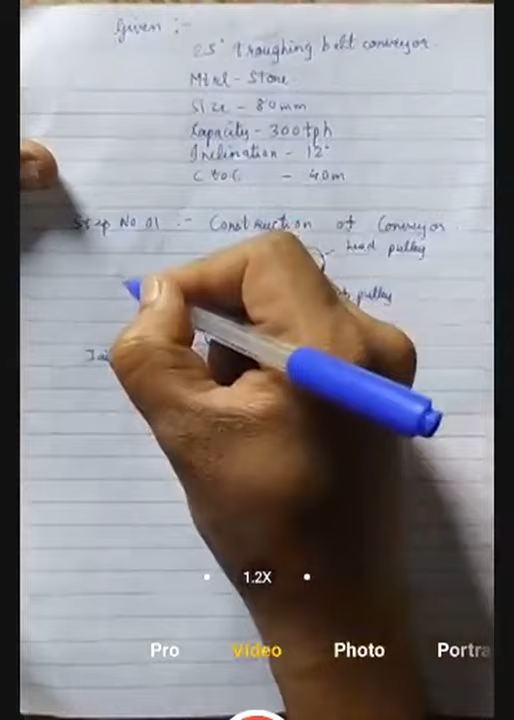 Given :-
25° troughing belt conveyor.
Mtrl - Stone
Size - 80mm
Capacity - 300tph
Inclination - 12°
C to C - 40m
Step No 01 :- Construction of Conveyor.
head pulley
pulley
1.2X
Pro Video Photo Portra